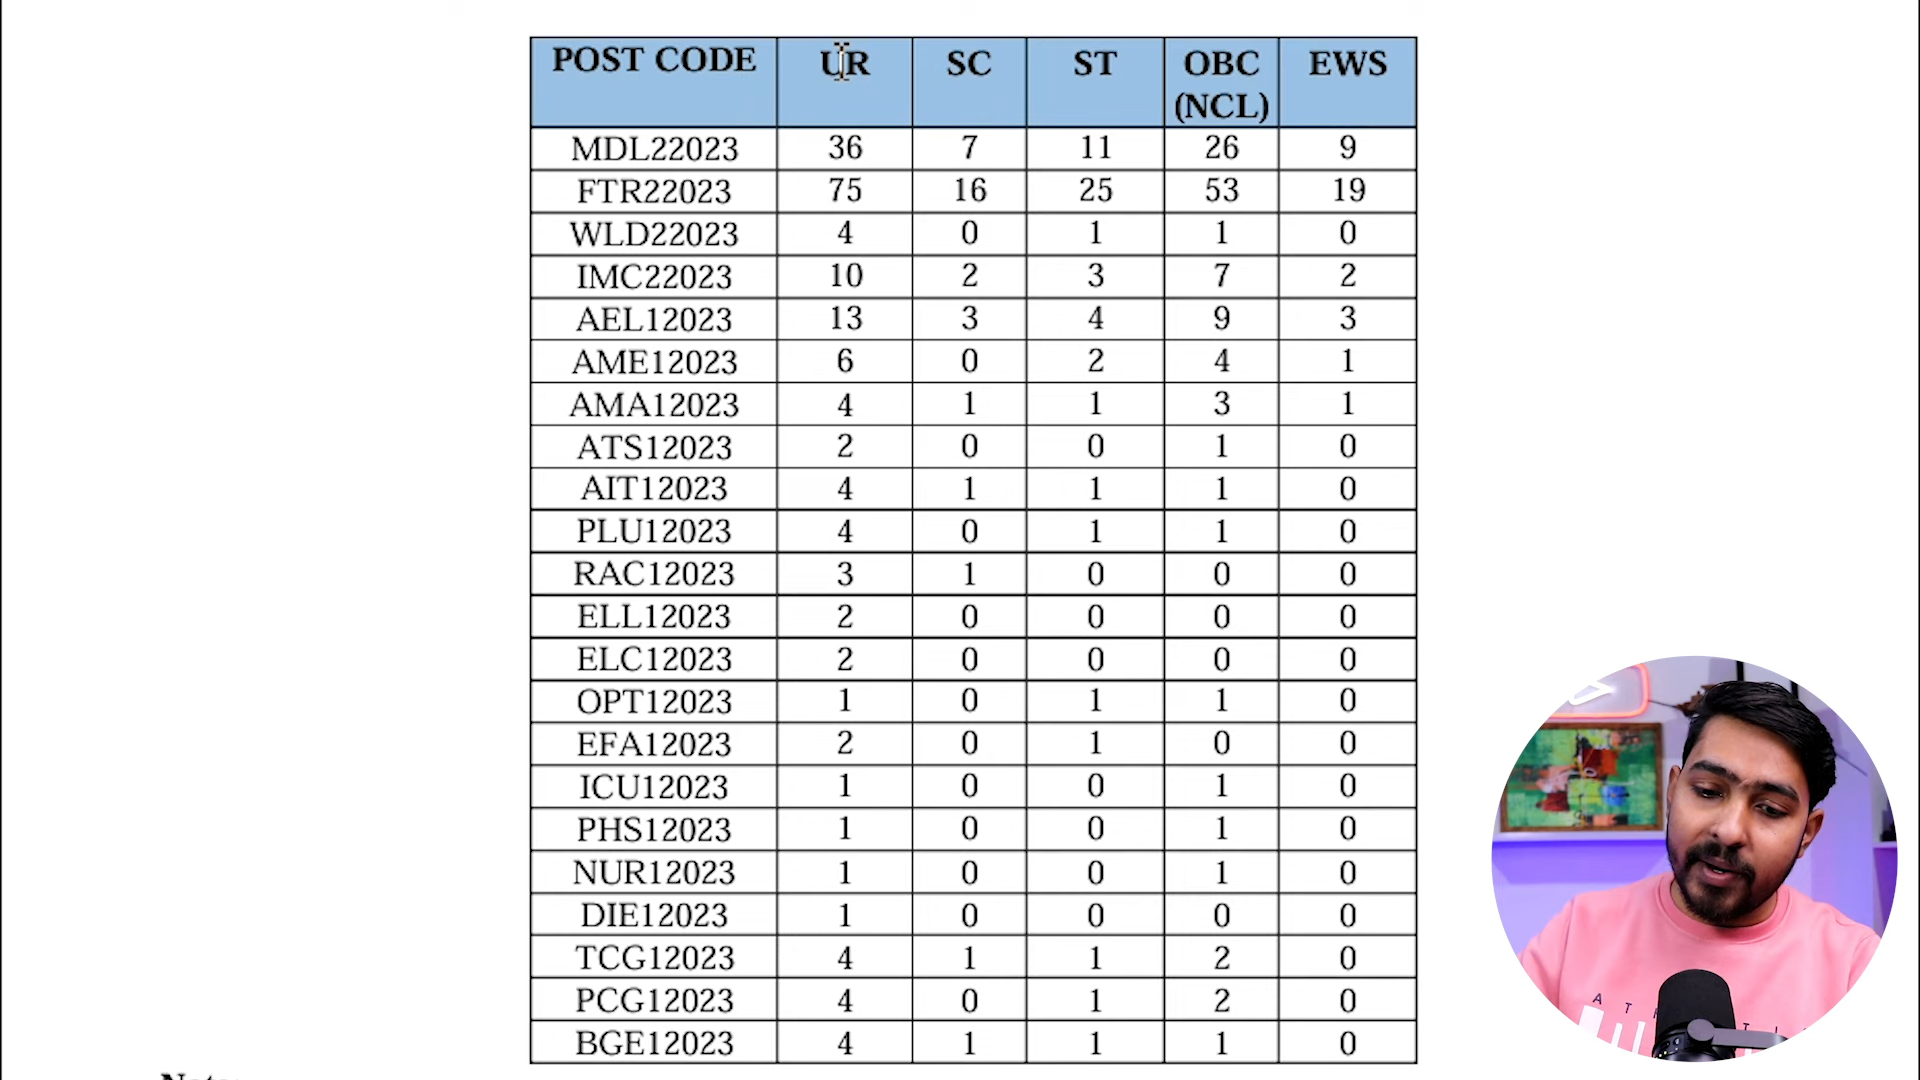 POST CODE UR SC ST OBC (NCL) EWS
MDL22023 36 7 11 26 9
FTR22023 75 16 25 53 19
WLD22023 4 0 1 1 0
IMC22023 10 2 3 7 2
AEL12023 13 3 4 9 3
AME12023 6 0 2 4 1
AMA12023 4 1 1 3 1
ATS12023 2 0 0 1 0
AIT12023 4 1 1 1 0
PLU12023 4 0 1 1 0
RAC12023 3 1 0 0 0
ELL12023 2 0 0 0 0
ELC12023 2 0 0 0 0
OPT12023 1 0 1 1 0
EFA12023 2 0 1 0 0
ICU12023 1 0 0 1 0
PHS12023 1 0 0 1 0
NUR12023 1 0 0 1 0
DIE12023 1 0 0 0 0
TCG12023 4 1 1 2 0
PCG12023 4 0 1 2 0
BGE12023 4 1 1 1 0